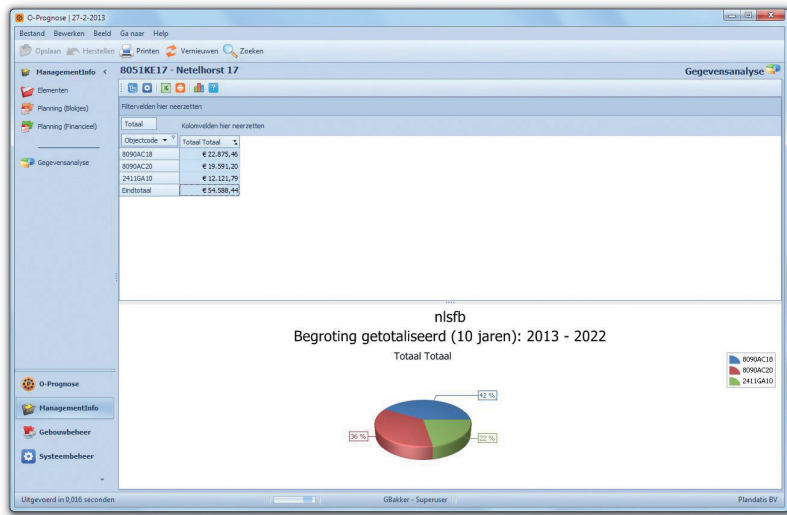 O-Prognose | 27-2-2013
Bestand Bewerken Beeld Ga naar Help
Opslaan Herstellen Printen Vernieuwen Zoeken
ManagementInfo
Elementen
Planning (Blokjes)
Planning (Financieel)
Gegevensanalyse
8051KE17 - Netelhorst 17
Gegevensanalyse
Filtervelden hier neerzetten
Totaal Kolomvelden hier neerzetten
Objectcode Totaal Totaal
8090AC18 € 22.875,46
8090AC20 € 19.591,20
2411GA10 € 12.121,79
Eindtotaal € 54.588,44
nlsfb
Begroting getotaliseerd (10 jaren): 2013 - 2022
Totaal Totaal
8090AC18
8090AC20
2411GA10
42 %
36 %
22 %
O-Prognose
ManagementInfo
Gebouwbeheer
Systeembeheer
Uitgevoerd in 0,016 seconden
GBakker - Superuser
Plandatis BV